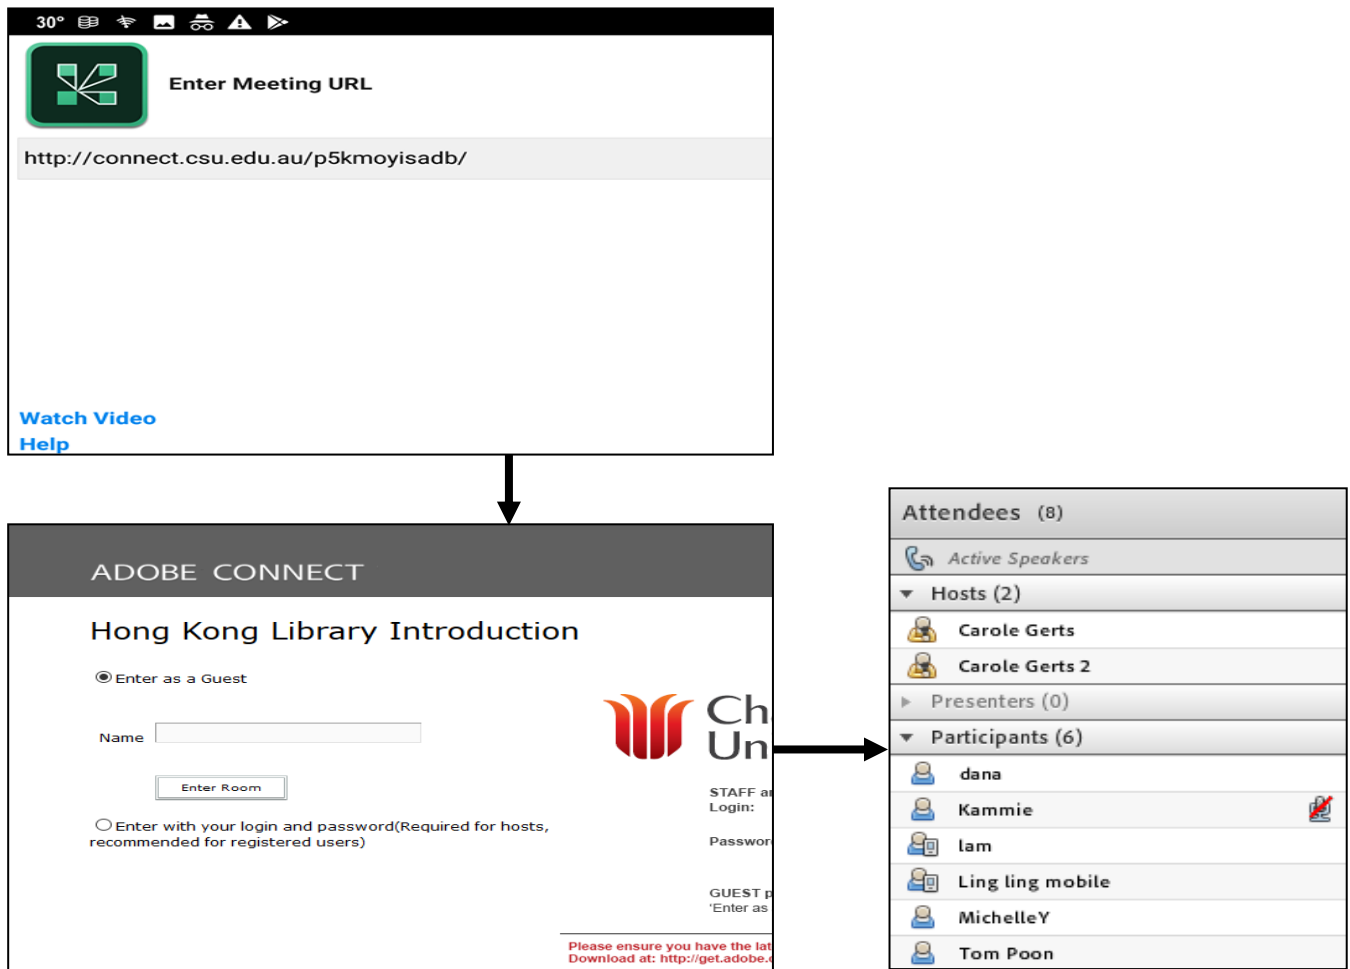 30°
Enter Meeting URL
http://connect.csu.edu.au/p5kmoyisadb/
Watch Video
Help
ADOBE CONNECT
Hong Kong Library Introduction
Enter as a Guest
Name
Enter Room
Enter with your login and password(Required for hosts,
recommended for registered users)
Ch
Un
STAFF a
Login:
Passwor
GUEST p
'Enter as
Please ensure you have the lat
Download at: http://get.adobe.
Attendees (8)
Active Speakers
Hosts (2)
Carole Gerts
Carole Gerts 2
Presenters (0)
Participants (6)
dana
Kammie
lam
Ling ling mobile
MichelleY
Tom Poon